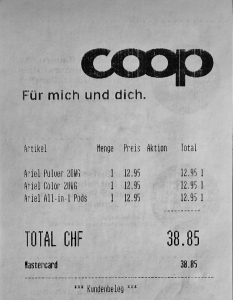 coop
Für mich und dich.
Artikel Menge Preis Aktion Total
Ariel Pulver 20WG 1 12.95 12.95 1
Ariel Color 20WG 1 12.95 12.95 1
Ariel All-in-1 Pods 1 12.95 12.95 1
TOTAL CHF 38.85
Mastercard 38.85
*** Kundenbeleg ***